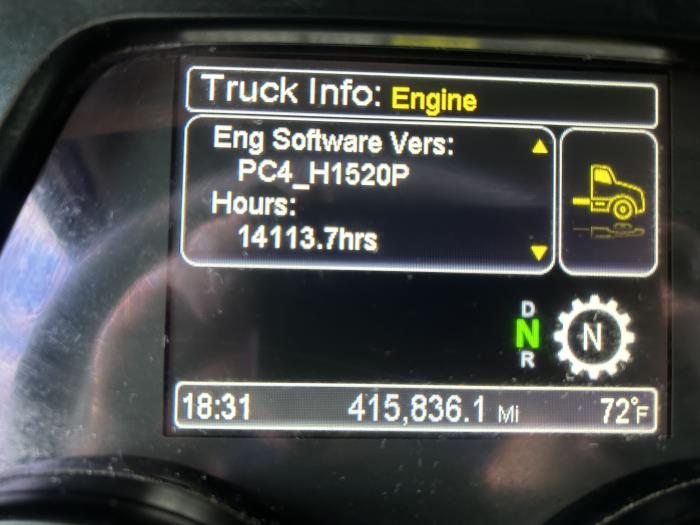 Truck Info: Engine
Eng Software Vers:
PC4_H1520P
Hours:
14113.7hrs
D
N
R
N
18:31 415,836.1 Mi 72°F